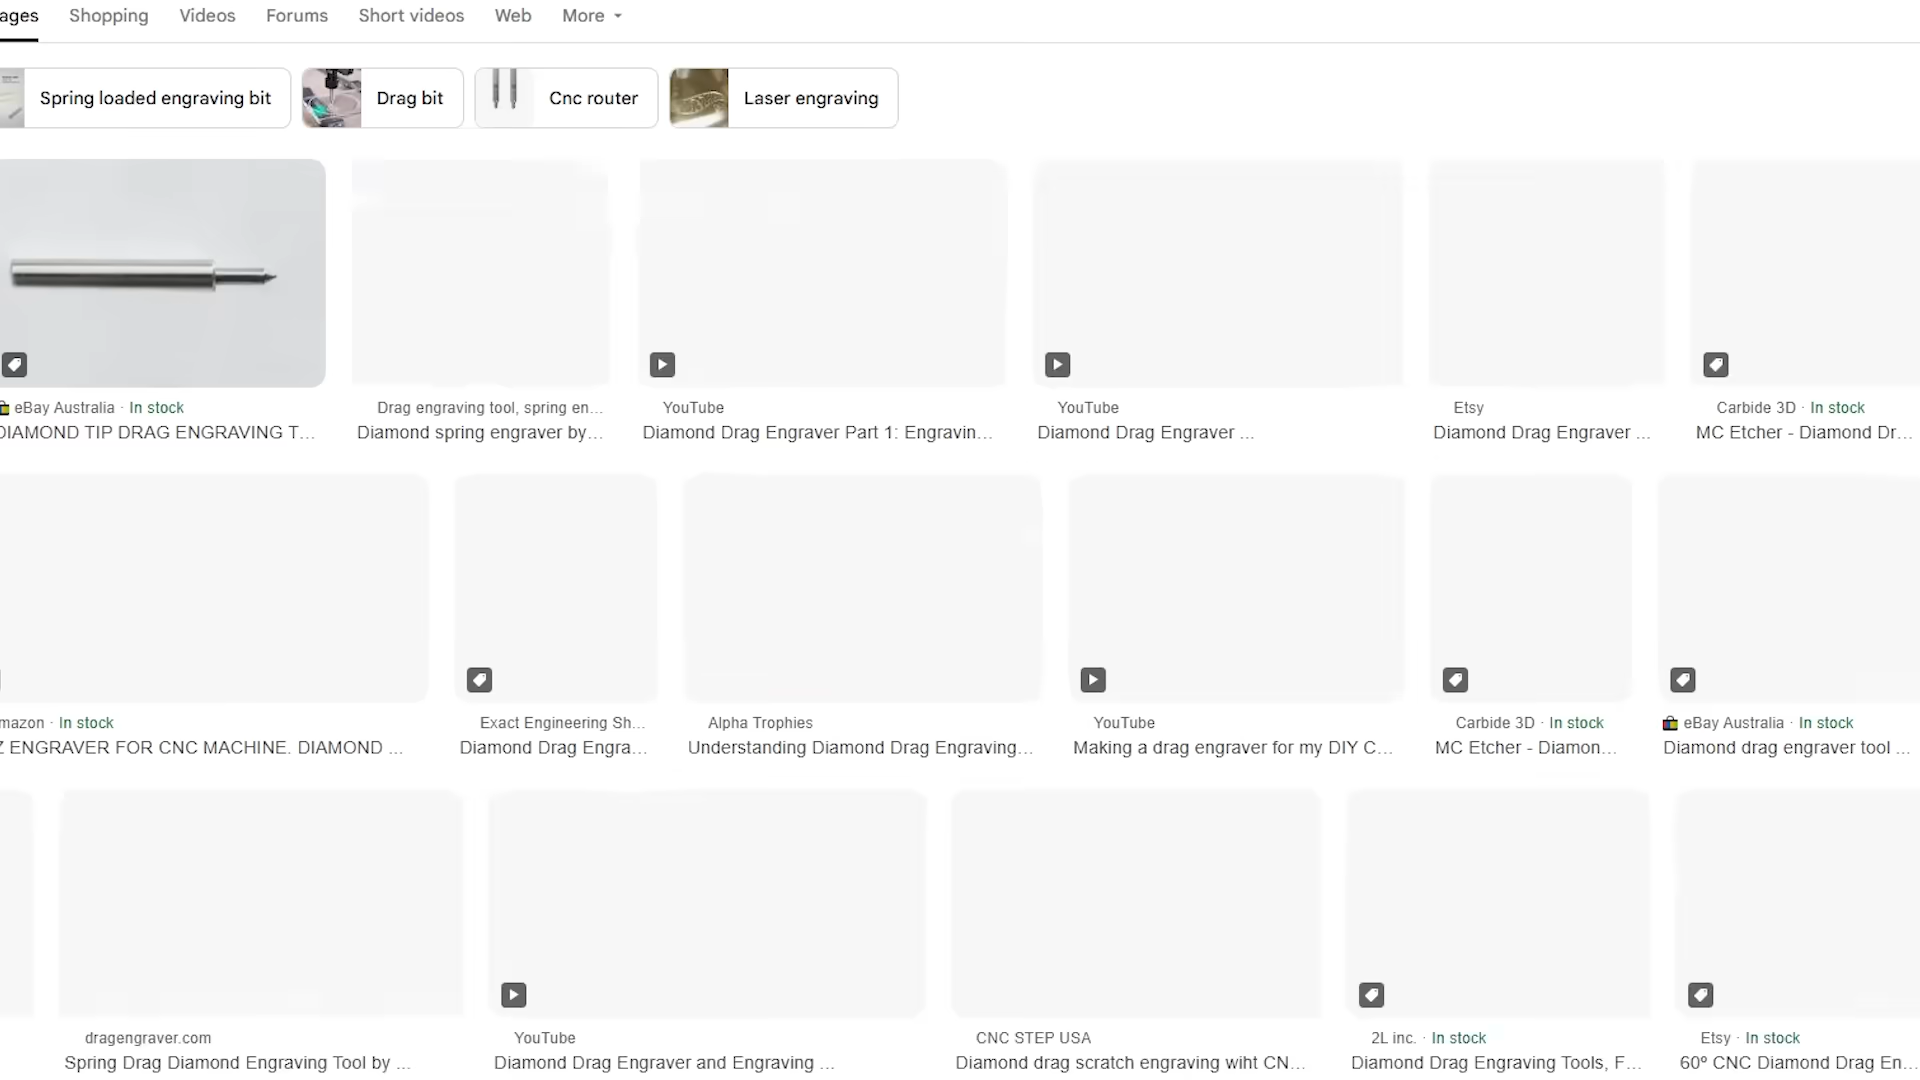 ages Shopping Videos Forums Short videos Web More
Spring loaded engraving bit Drag bit Cnc router Laser engraving
eBay Australia · In stock Drag engraving tool, spring en... YouTube YouTube Etsy Carbide 3D · In stock
DIAMOND TIP DRAG ENGRAVING T... Diamond spring engraver by... Diamond Drag Engraver Part 1: Engravin... Diamond Drag Engraver ... Diamond Drag Engraver ... MC Etcher - Diamond Dr...
mazon · In stock Exact Engineering Sh... Alpha Trophies YouTube Carbide 3D · In stock eBay Australia · In stock
Z ENGRAVER FOR CNC MACHINE. DIAMOND ... Diamond Drag Engra... Understanding Diamond Drag Engraving... Making a drag engraver for my DIY C... MC Etcher - Diamon... Diamond drag engraver tool ...
dragengraver.com YouTube CNC STEP USA 2L inc. · In stock Etsy · In stock
Spring Drag Diamond Engraving Tool by ... Diamond Drag Engraver and Engraving ... Diamond drag scratch engraving wiht CN... Diamond Drag Engraving Tools, F... 60º CNC Diamond Drag En...